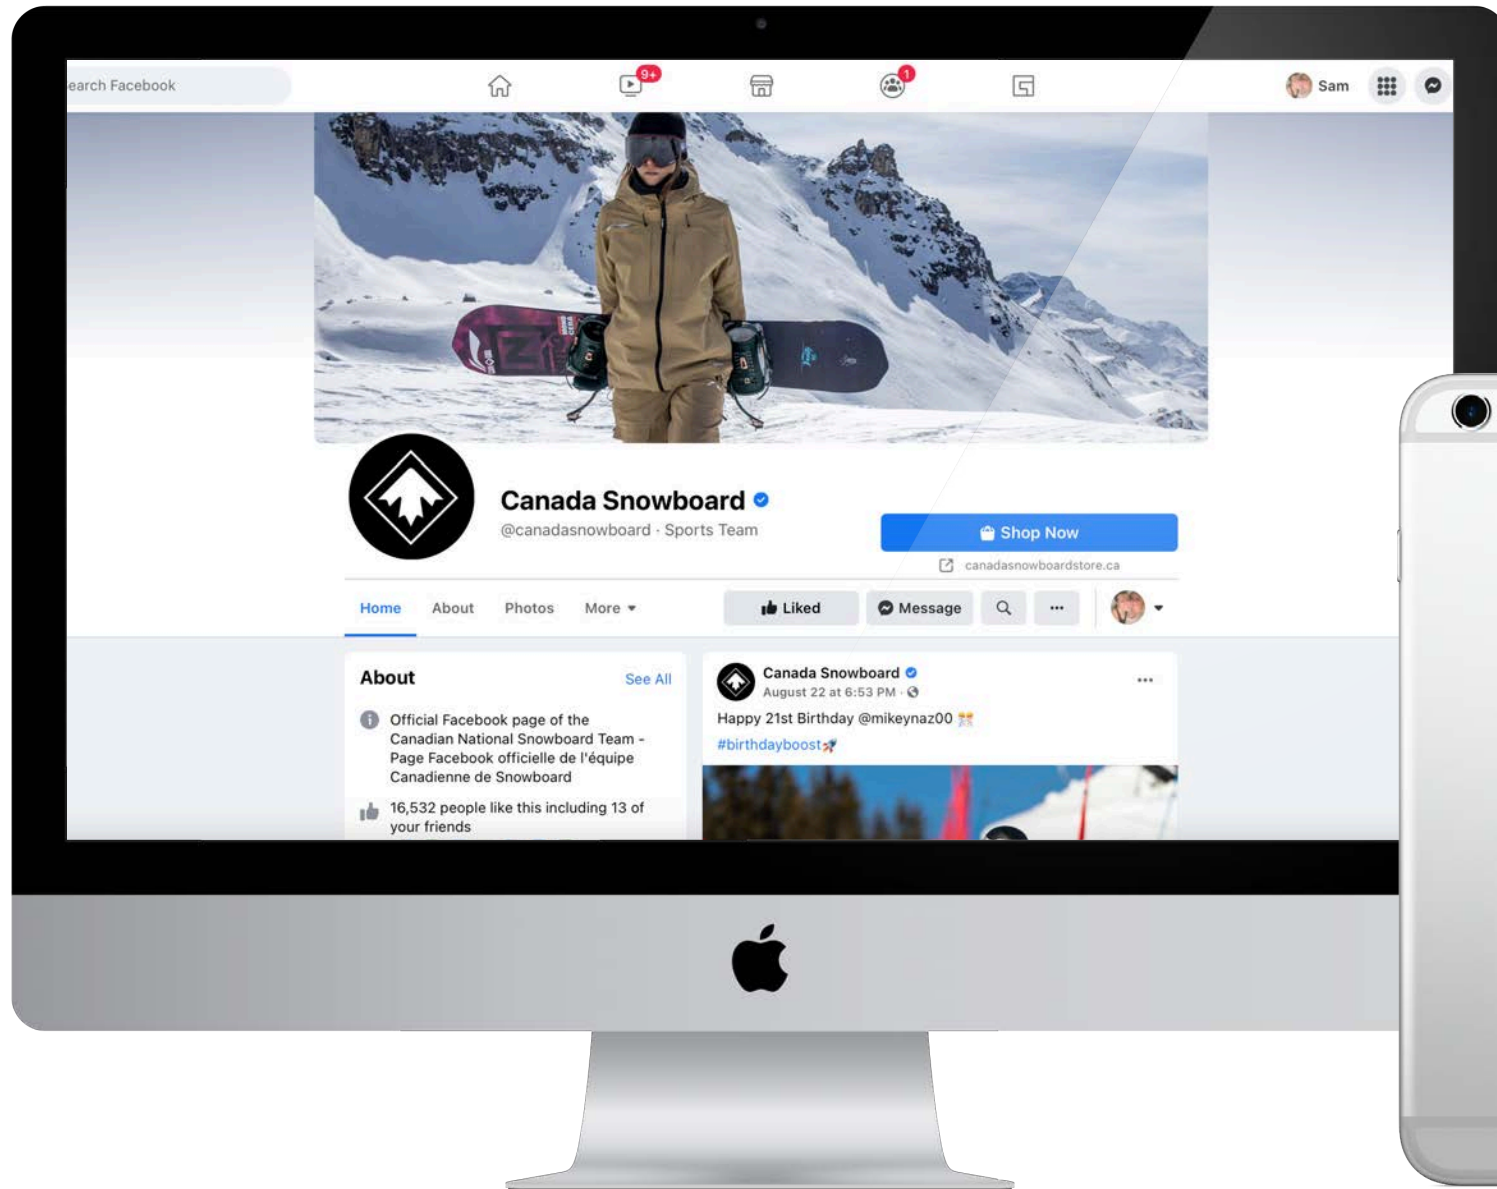 earch Facebook
9+
1
Sam
Canada Snowboard
@canadasnowboard · Sports Team
Shop Now
canadasnowboardstore.ca
Home About Photos More
Liked Message
About See All
Official Facebook page of the
Canadian National Snowboard Team -
Page Facebook officielle de l'équipe
Canadienne de Snowboard
16,532 people like this including 13 of
your friends
Canada Snowboard
August 22 at 6:53 PM ·
Happy 21st Birthday @mikeynaz00
#birthdayboost